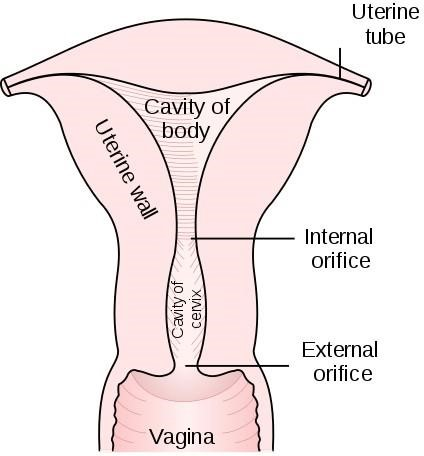 Uterine
tube
Cavity of
body
Uterine wall
Internal
orifice
Cavity of
cervix
External
orifice
Vagina